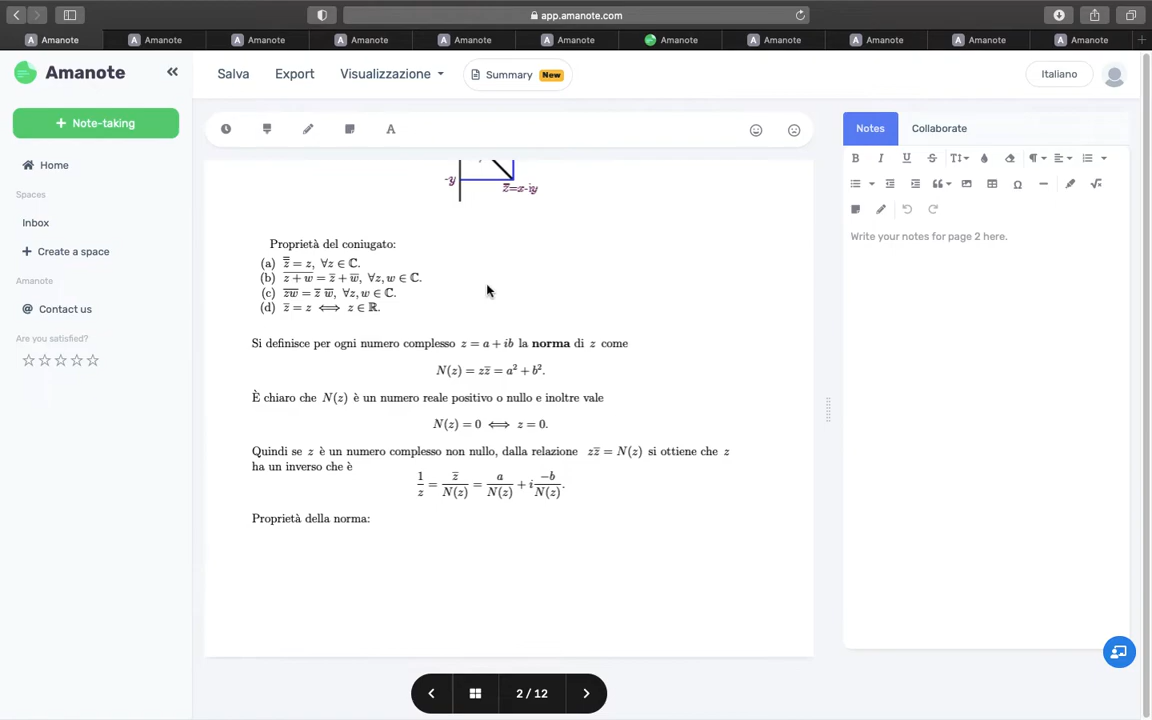 app.amanote.com
Amanote Amanote Amanote Amanote Amanote Amanote Amanote Amanote Amanote Amanote Amanote
Amanote
Salva Export Visualizzazione Summary New Italiano
+ Note-taking
Home
Spaces
Inbox
+ Create a space
Amanote
Contact us
Are you satisfied?
-y
z̅=x-iy
Proprietà del coniugato:
(a) z̿ = z, ∀z ∈ ℂ.
(b) \overline{z + w} = z̅ + w̅, ∀z, w ∈ ℂ.
(c) \overline{zw} = z̅ w̅, ∀z, w ∈ ℂ.
(d) z̅ = z ⟺ z ∈ ℝ.
Si definisce per ogni numero complesso z = a + ib la norma di z come
N(z) = zz̅ = a² + b².
È chiaro che N(z) è un numero reale positivo o nullo e inoltre vale
N(z) = 0 ⟺ z = 0.
Quindi se z è un numero complesso non nullo, dalla relazione zz̅ = N(z) si ottiene che z
ha un inverso che è
1/z = z̅/N(z) = a/N(z) + i -b/N(z).
Proprietà della norma:
2 / 12
Notes Collaborate
Write your notes for page 2 here.